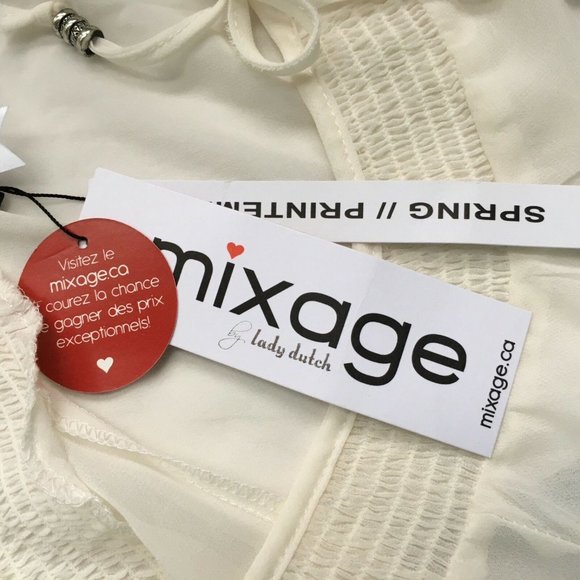 SPRING // PRINTEM
Visitez le
mixage.ca
courez la chance
gagner des prix
exceptionnels!
mixage
by lady dutch
mixage.ca